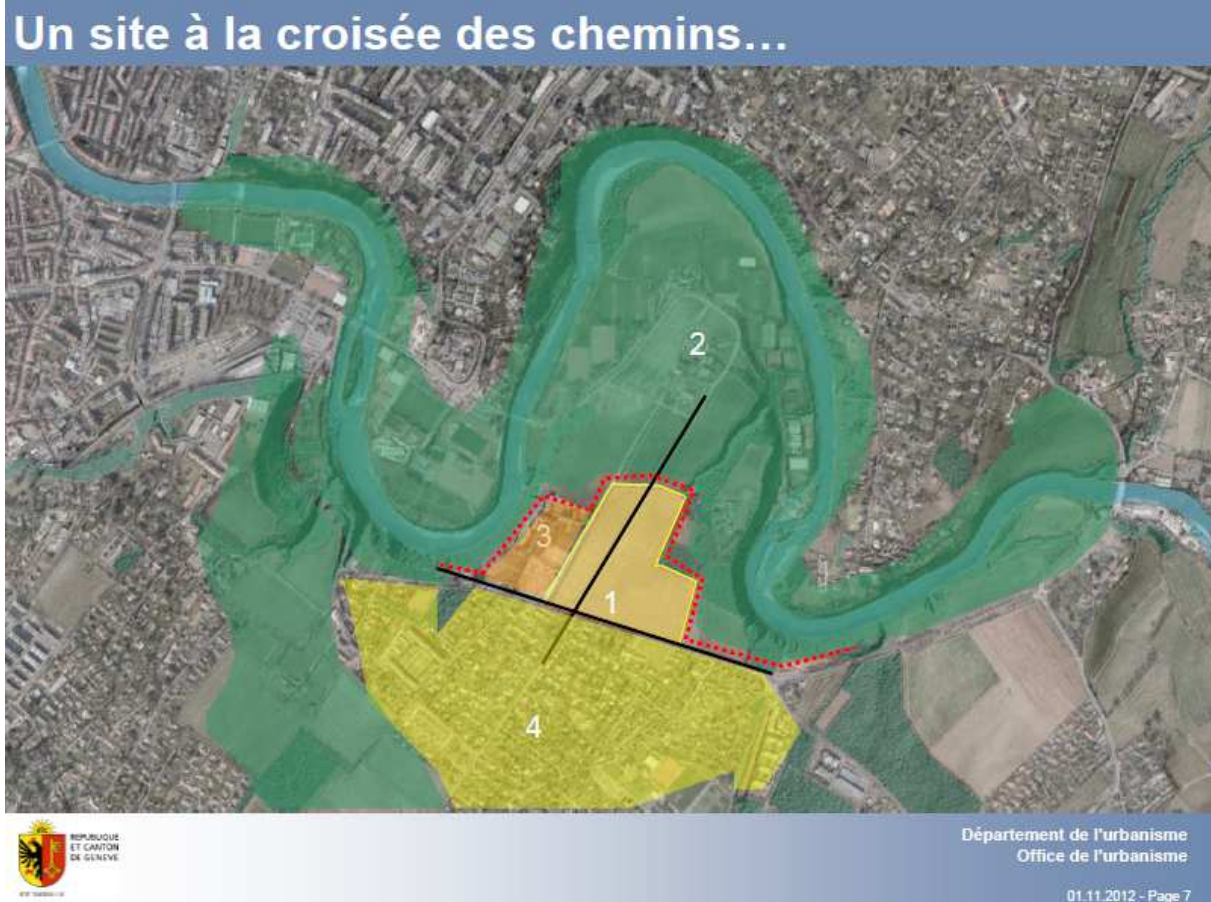 Un site à la croisée des chemins...
2
3
1
4
REPUBLIQUE
ET CANTON
DE GENEVE
Département de l'urbanisme
Office de l'urbanisme
01.11.2012 - Page 7